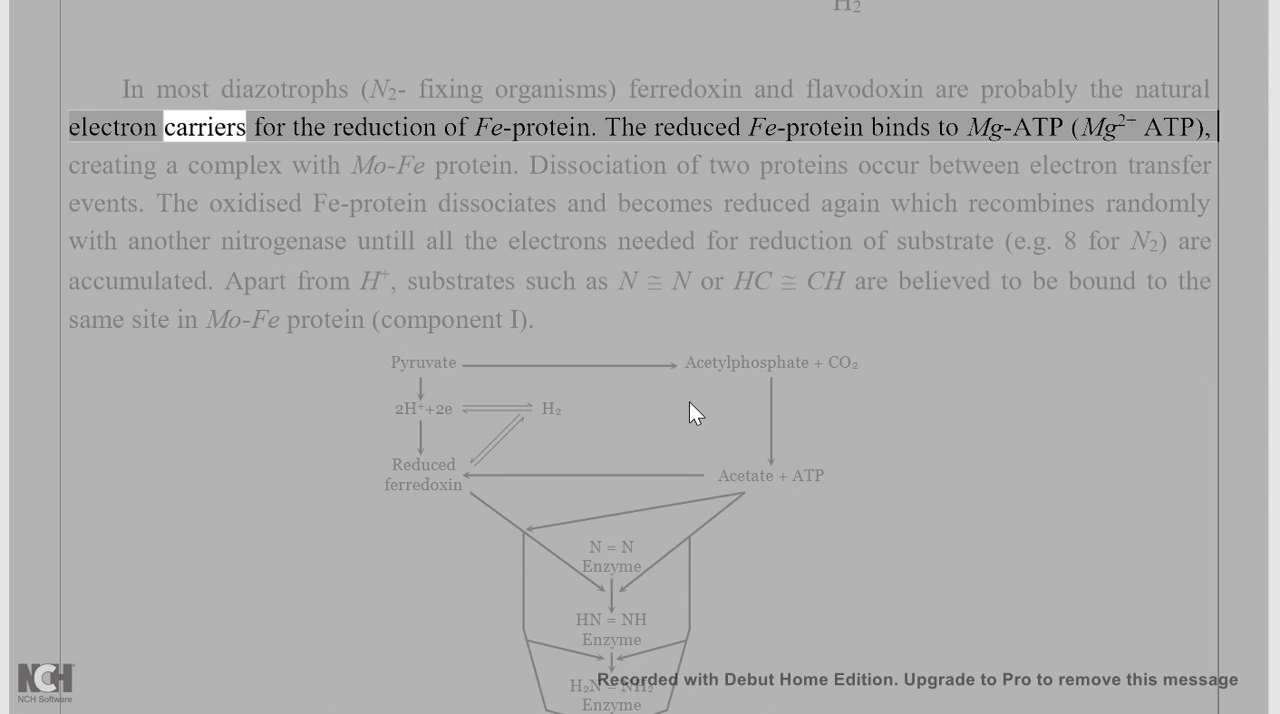 H₂
In most diazotrophs (N₂- fixing organisms) ferredoxin and flavodoxin are probably the natural
electron carriers for the reduction of Fe-protein. The reduced Fe-protein binds to Mg-ATP (Mg²⁻ ATP),
creating a complex with Mo-Fe protein. Dissociation of two proteins occur between electron transfer
events. The oxidised Fe-protein dissociates and becomes reduced again which recombines randomly
with another nitrogenase untill all the electrons needed for reduction of substrate (e.g. 8 for N₂) are
accumulated. Apart from H⁺, substrates such as N ≅ N or HC ≅ CH are believed to be bound to the
same site in Mo-Fe protein (component I).
Pyruvate Acetylphosphate + CO₂
2H⁺+2e H₂
Reduced
ferredoxin
Acetate + ATP
N = N
Enzyme
HN = NH
Enzyme
H₂N = NH₂
Enzyme
NCH
NCH Software
Recorded with Debut Home Edition. Upgrade to Pro to remove this message